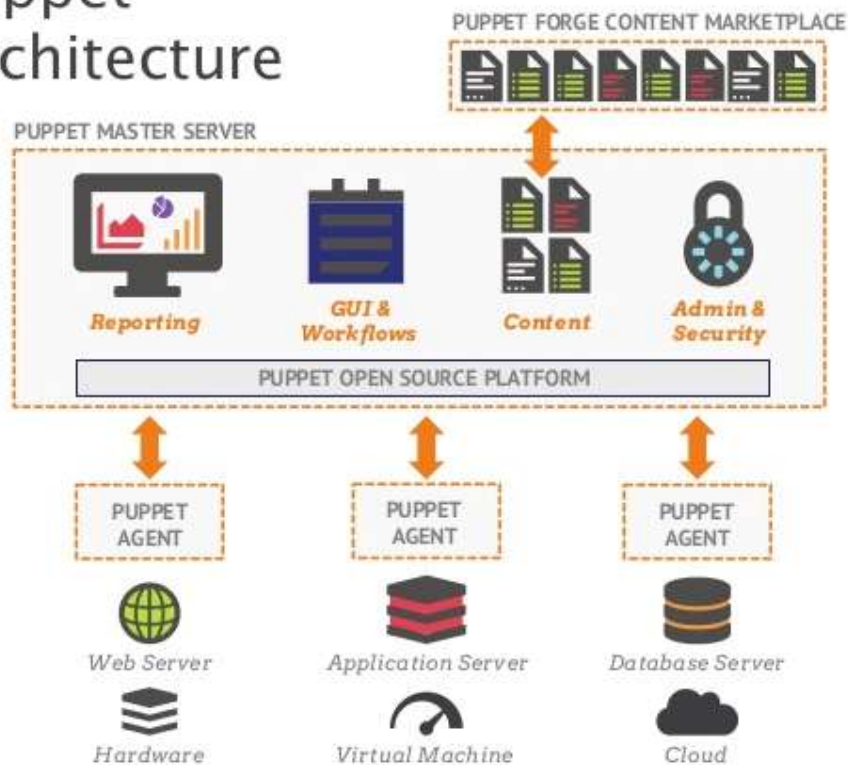 ppet
chitecture
PUPPET FORGE CONTENT MARKETPLACE
PUPPET MASTER SERVER
Reporting
GUI &
Workflows
Content
Admin &
Security
PUPPET OPEN SOURCE PLATFORM
PUPPET
AGENT
PUPPET
AGENT
PUPPET
AGENT
Web Server
Application Server
Database Server
Hardware
Virtual Machine
Cloud